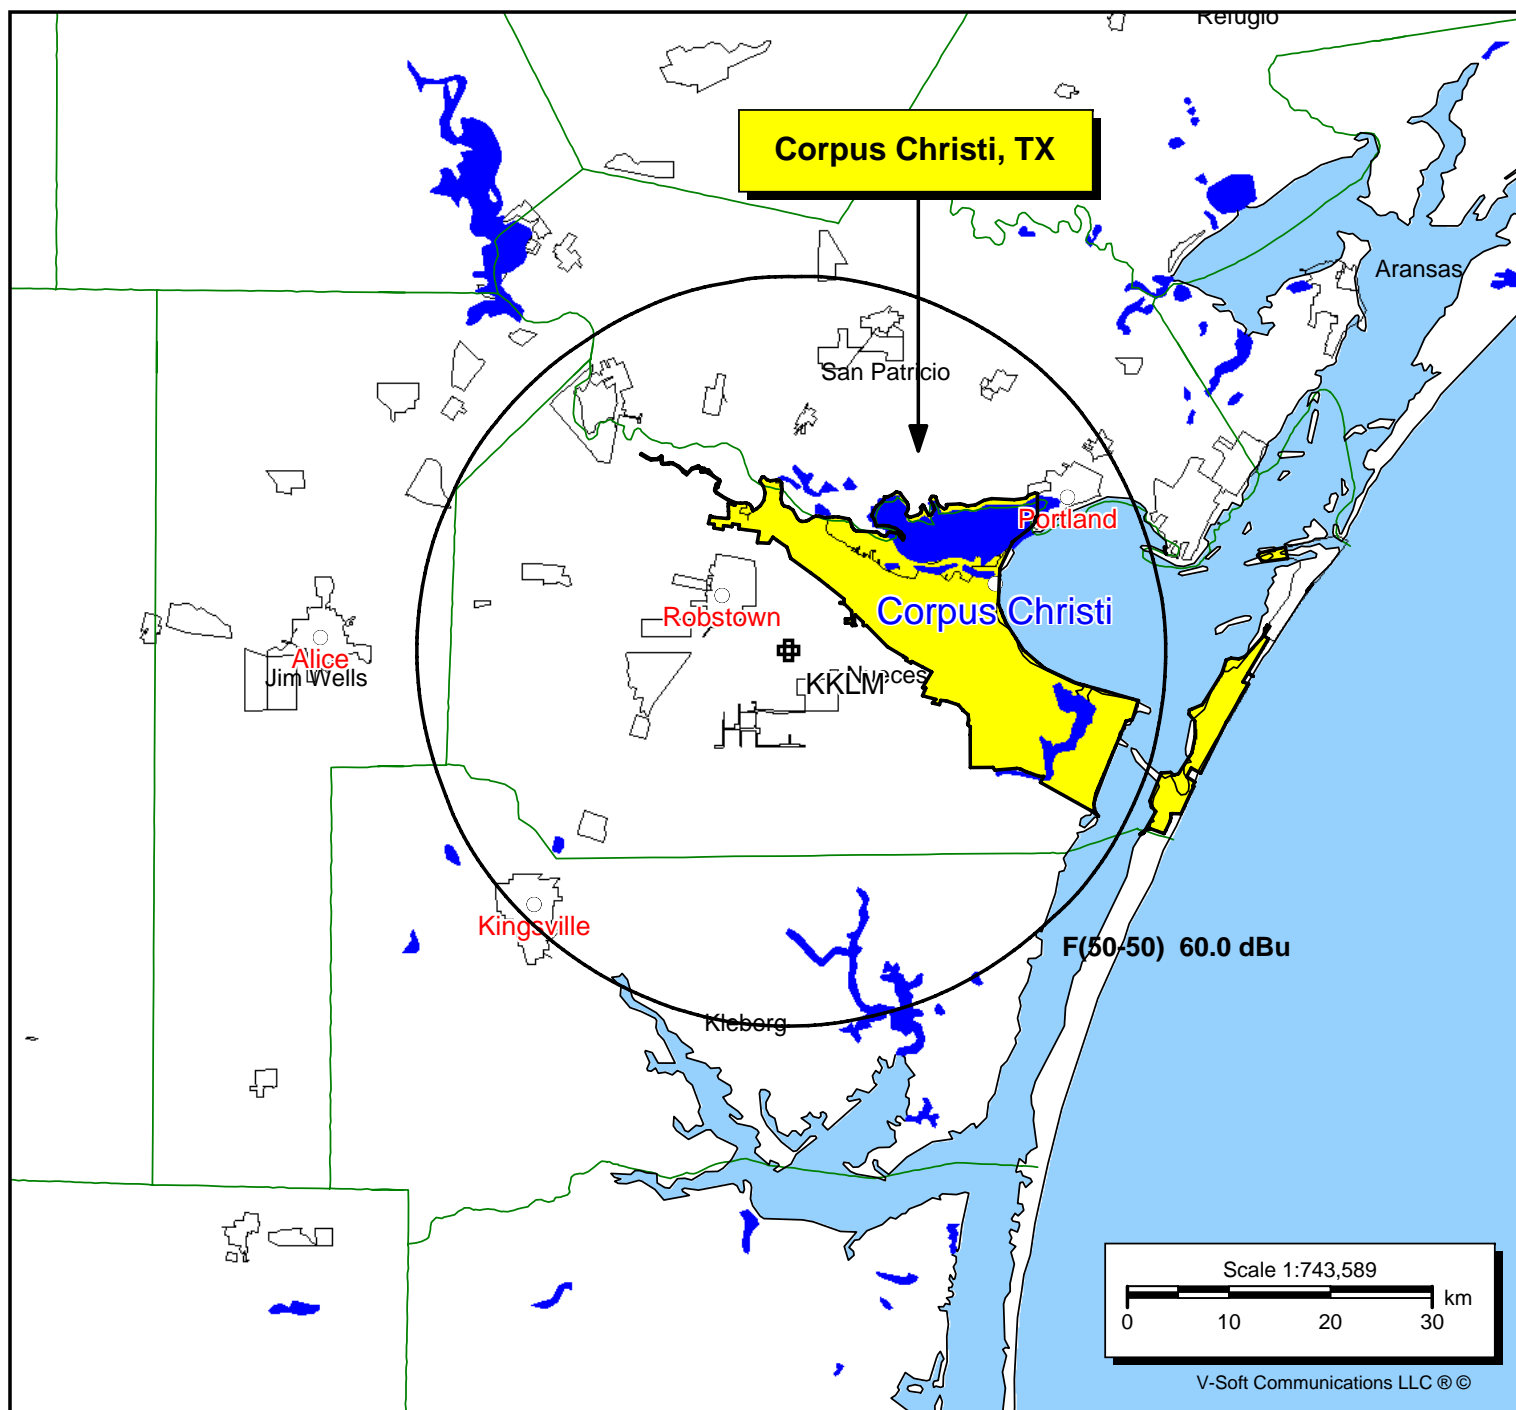 Refugio
Corpus Christi, TX
Aransas
San Patricio
Portland
Corpus Christi
Robstown
Alice
Jim Wells
Nueces
KKLM
Kingsville
F(50-50) 60.0 dBu
Kleberg
Scale 1:743,589
km
0 10 20 30
V-Soft Communications LLC ® ©